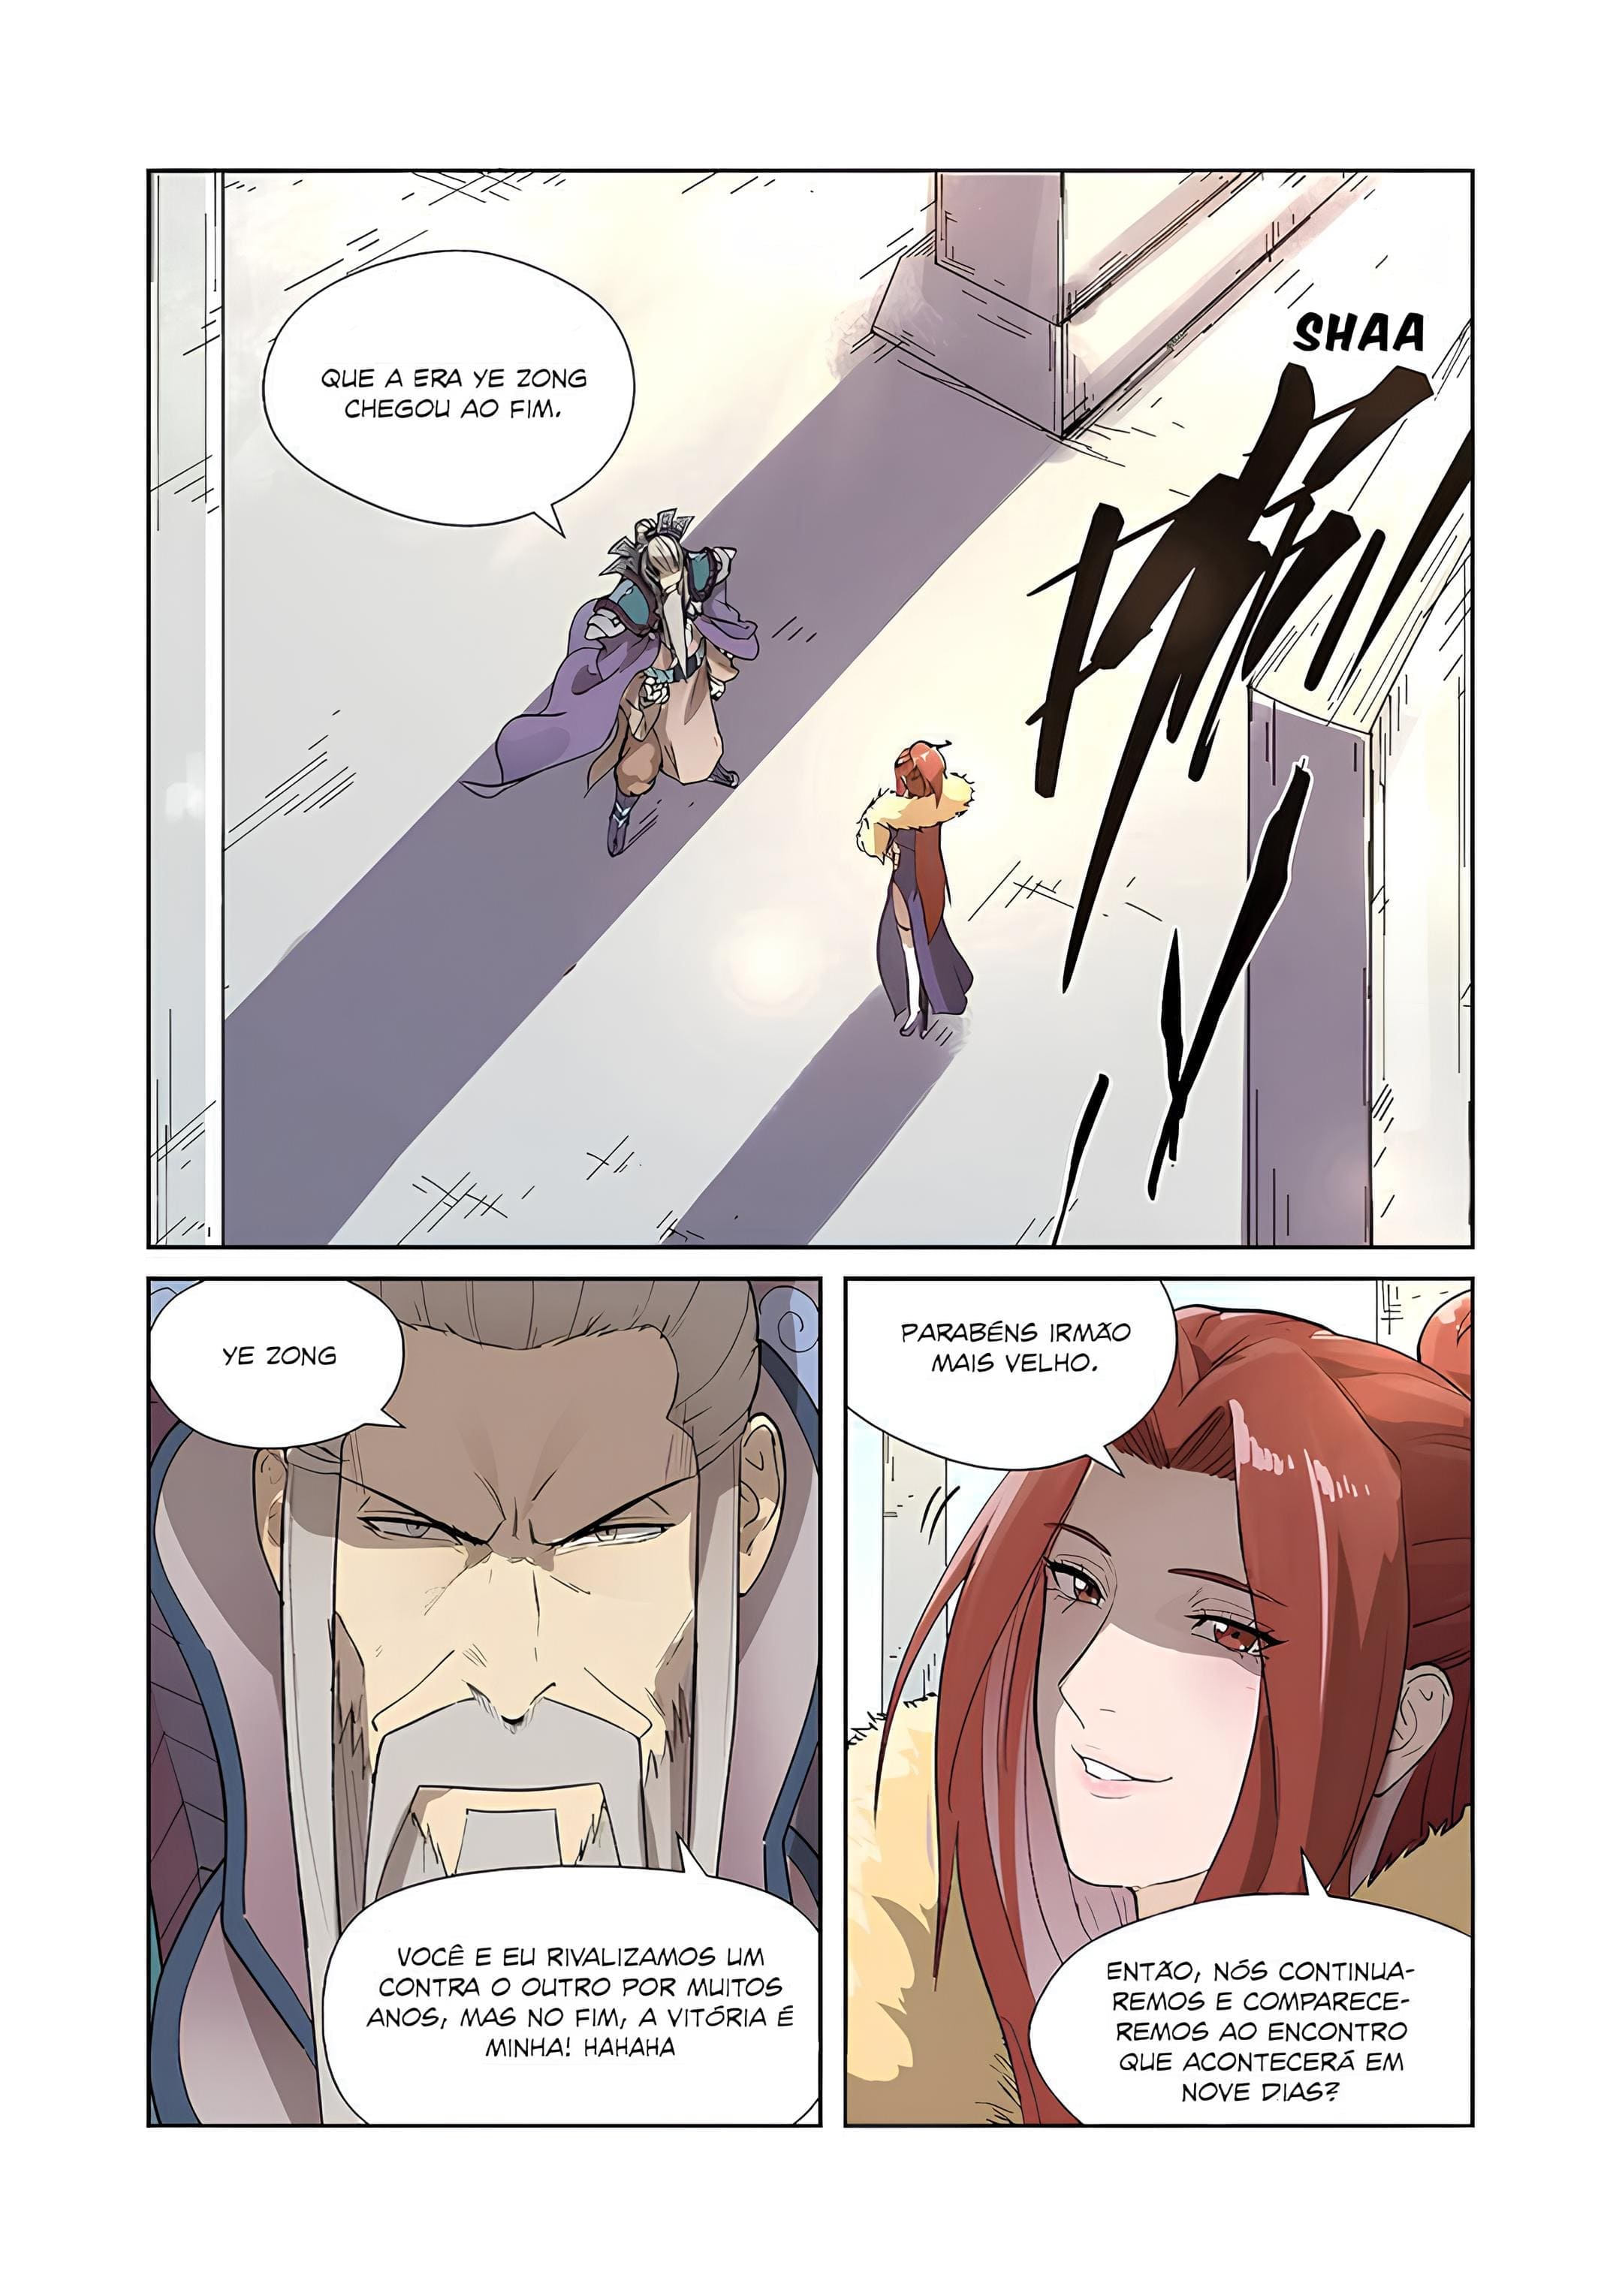 QUE A ERA YE ZONG
CHEGOU AO FIM.
SHAA
YE ZONG
VOCÊ E EU RIVALIZAMOS UM
CONTRA O OUTRO POR MUITOS
ANOS, MAS NO FIM, A VITÓRIA É
MINHA! HAHAHA
PARABÉNS IRMÃO
MAIS VELHO.
ENTÃO, NÓS CONTINUA-
REMOS E COMPARECE-
REMOS AO ENCONTRO
QUE ACONTECERÁ EM
NOVE DIAS?